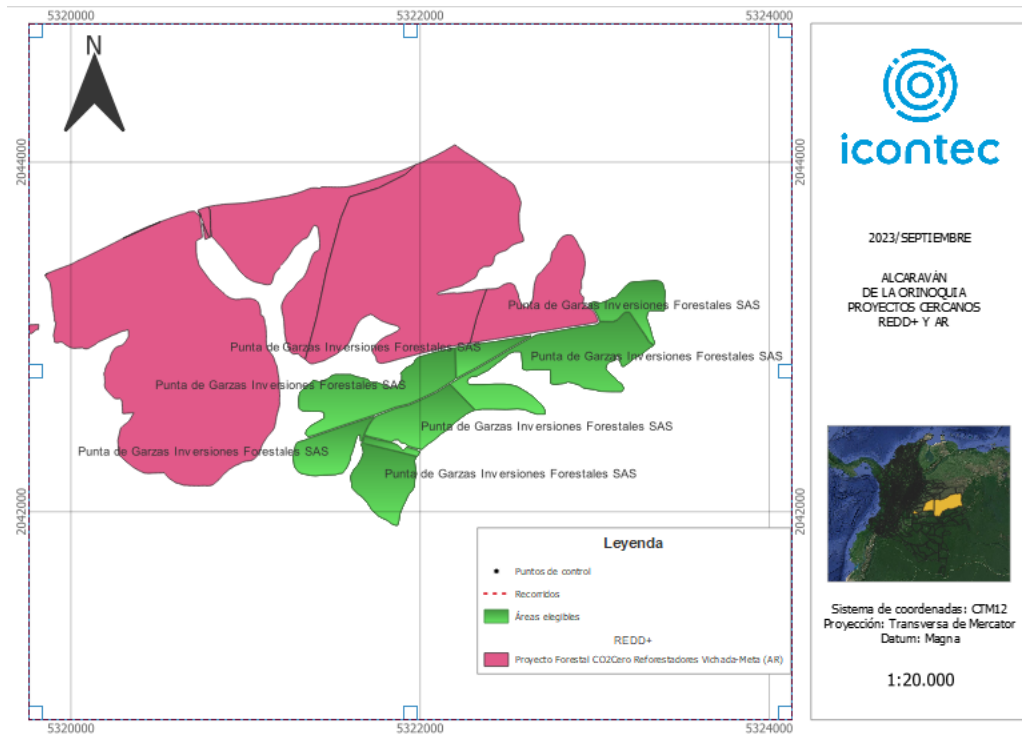 5320000
5322000
5324000
N
2044000
2044000
2042000
2042000
Punta de Garzas Inversiones Forestales SAS
Punta de Garzas Inversiones Forestales SAS
Punta de Garzas Inversiones Forestales SAS
Punta de Garzas Inversiones Forestales SAS
Punta de Garzas Inversiones Forestales SAS
Punta de Garzas Inversiones Forestales SAS
Punta de Garzas Inversiones Forestales SAS
Leyenda
Puntos de control
Recorridos
Áreas elegibles
REDD+
Proyecto Forestal CO2Cero Reforestadores Vichada-Meta (AR)
5320000
5322000
5324000
icontec
2023/SEPTIEMBRE
ALCARAVÁN
DE LA ORINOQUIA
PROYECTOS CERCANOS
REDD+ Y AR
Sistema de coordenadas: CTM12
Proyección: Transversa de Mercator
Datum: Magna
1:20.000